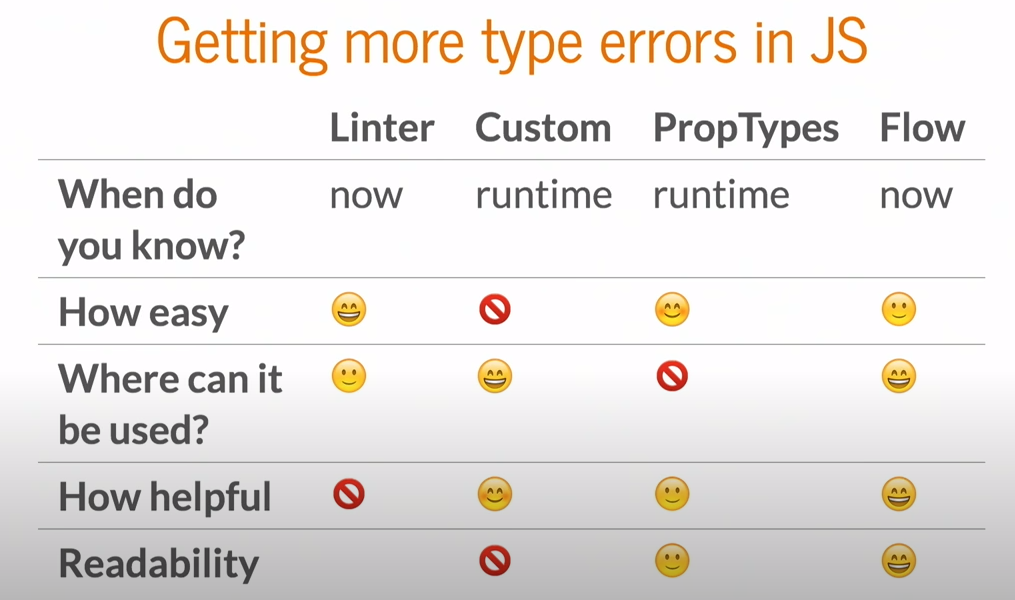 Getting more type errors in JS
Linter Custom PropTypes Flow
When do now runtime runtime now
you know?
How easy 😄 🚫 😊 🙂
Where can it 🙂 😄 🚫 😄
be used?
How helpful 🚫 😊 🙂 😄
Readability 🚫 🙂 😄